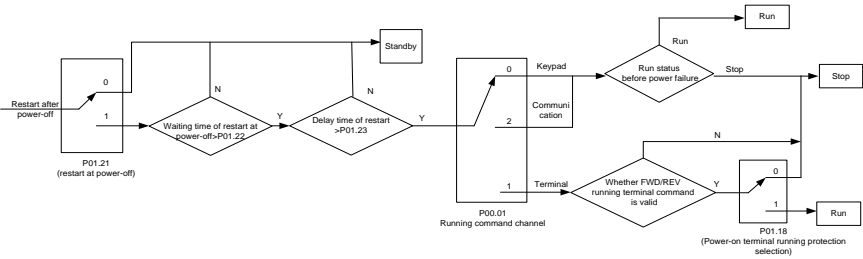 Restart after
power-off
0
1
P01.21
(restart at power-off)
N
Waiting time of restart at
power-off>P01.22
Y
N
Delay time of restart
>P01.23
Standby
Y
0
2
1
P00.01
Running command channel
Keypad
Communi
cation
Terminal
Run
Run
Run status
before power failure
Stop
Stop
N
Whether FWD/REV
running terminal command
is valid
Y
0
1
Run
P01.18
(Power-on terminal running protection
selection)